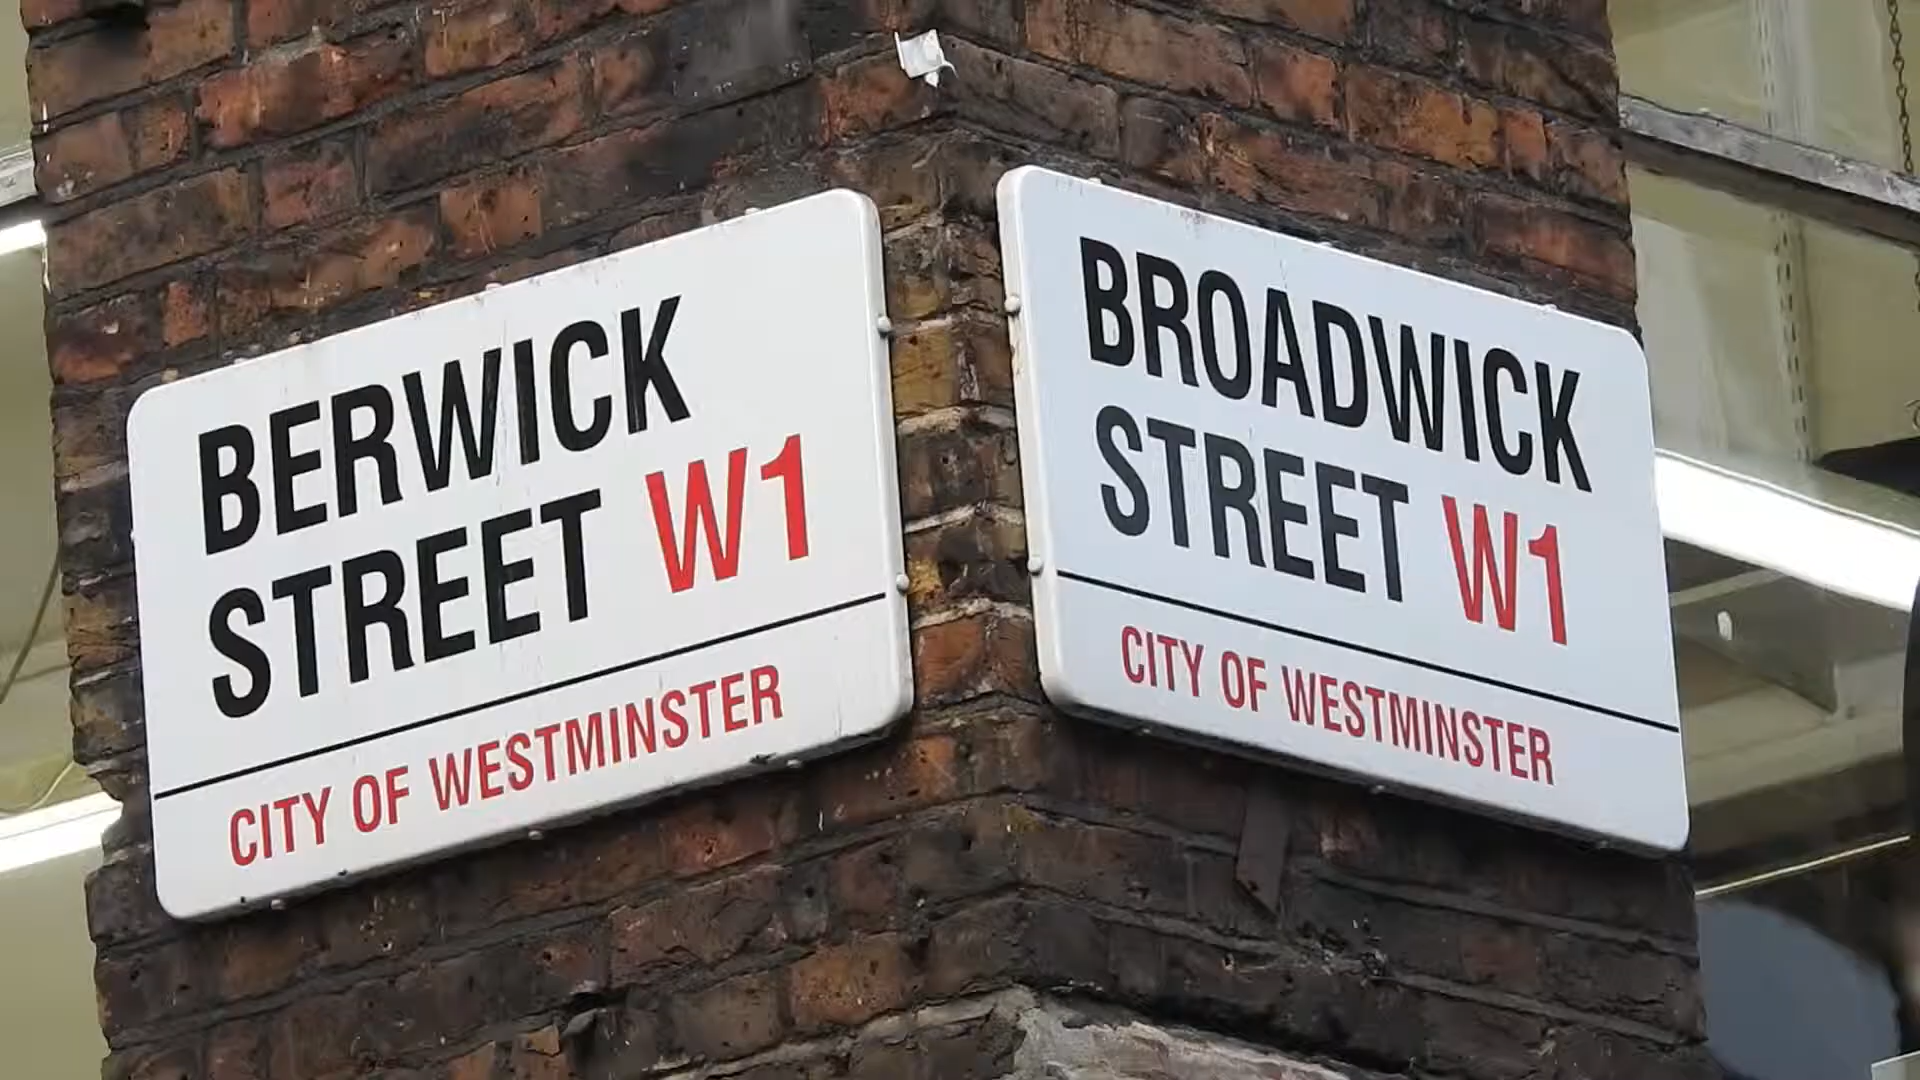 BERWICK
STREET W1
CITY OF WESTMINSTER
BROADWICK
STREET W1
CITY OF WESTMINSTER